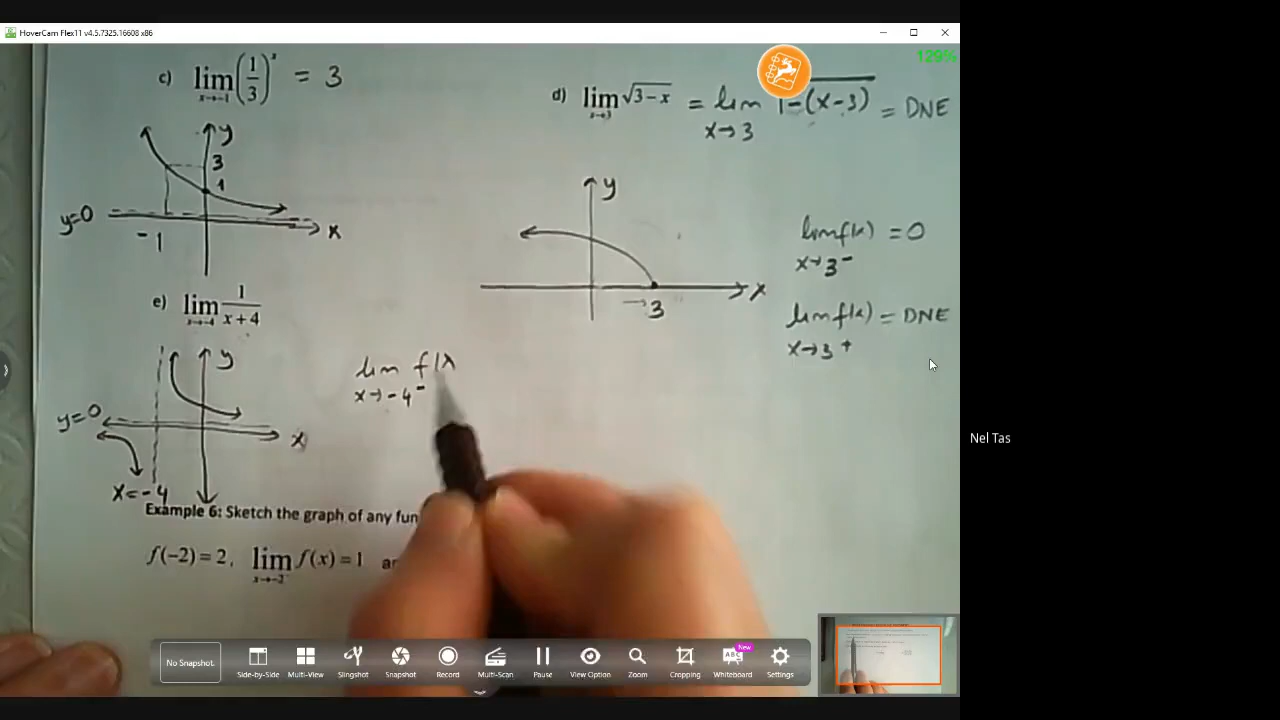 HoverCam Flex11 v4.5.7325.16608 x86
129%
c) lim x→-1 (1/3)^x = 3
d) lim x→3 √3-x = lim x→3 √-(x-3) = DNE
y
3
1
y=0
-1
x
y
x
→3
lim f(x) = 0
x→3⁻
lim f(x) = DNE
x→3⁺
e) lim x→-4 1/x+4
y
y=0
x
x=-4
lim f(x
x→-4⁻
Example 6: Sketch the graph of any fun
f(-2) = 2, lim x→-2 f(x) = 1
Nel Tas
No Snapshot.
Side-by-Side
Multi-View
Slingshot
Snapshot
Record
Multi-Scan
Pause
View Option
Zoom
Cropping
ABC
New
Whiteboard
Settings